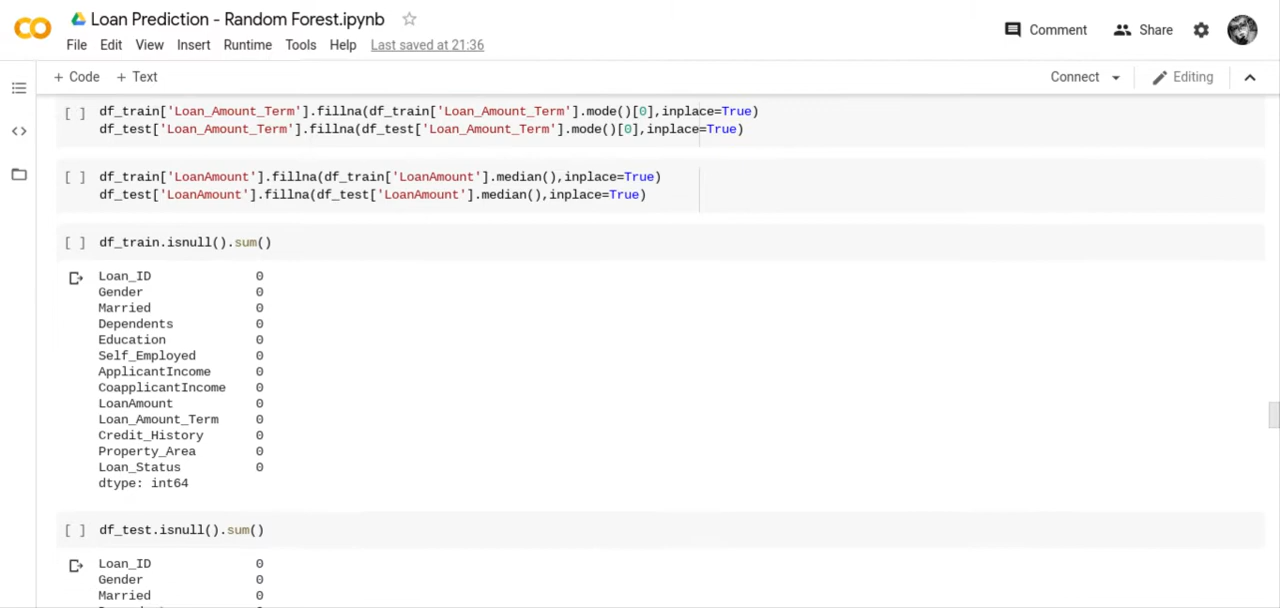 Loan Prediction - Random Forest.ipynb
File Edit View Insert Runtime Tools Help Last saved at 21:36
Comment Share
+ Code + Text
Connect Editing
[ ] df_train['Loan_Amount_Term'].fillna(df_train['Loan_Amount_Term'].mode()[0],inplace=True)
df_test['Loan_Amount_Term'].fillna(df_test['Loan_Amount_Term'].mode()[0],inplace=True)
[ ] df_train['LoanAmount'].fillna(df_train['LoanAmount'].median(),inplace=True)
df_test['LoanAmount'].fillna(df_test['LoanAmount'].median(),inplace=True)
[ ] df_train.isnull().sum()
Loan_ID 0
Gender 0
Married 0
Dependents 0
Education 0
Self_Employed 0
ApplicantIncome 0
CoapplicantIncome 0
LoanAmount 0
Loan_Amount_Term 0
Credit_History 0
Property_Area 0
Loan_Status 0
dtype: int64
[ ] df_test.isnull().sum()
Loan_ID 0
Gender 0
Married 0